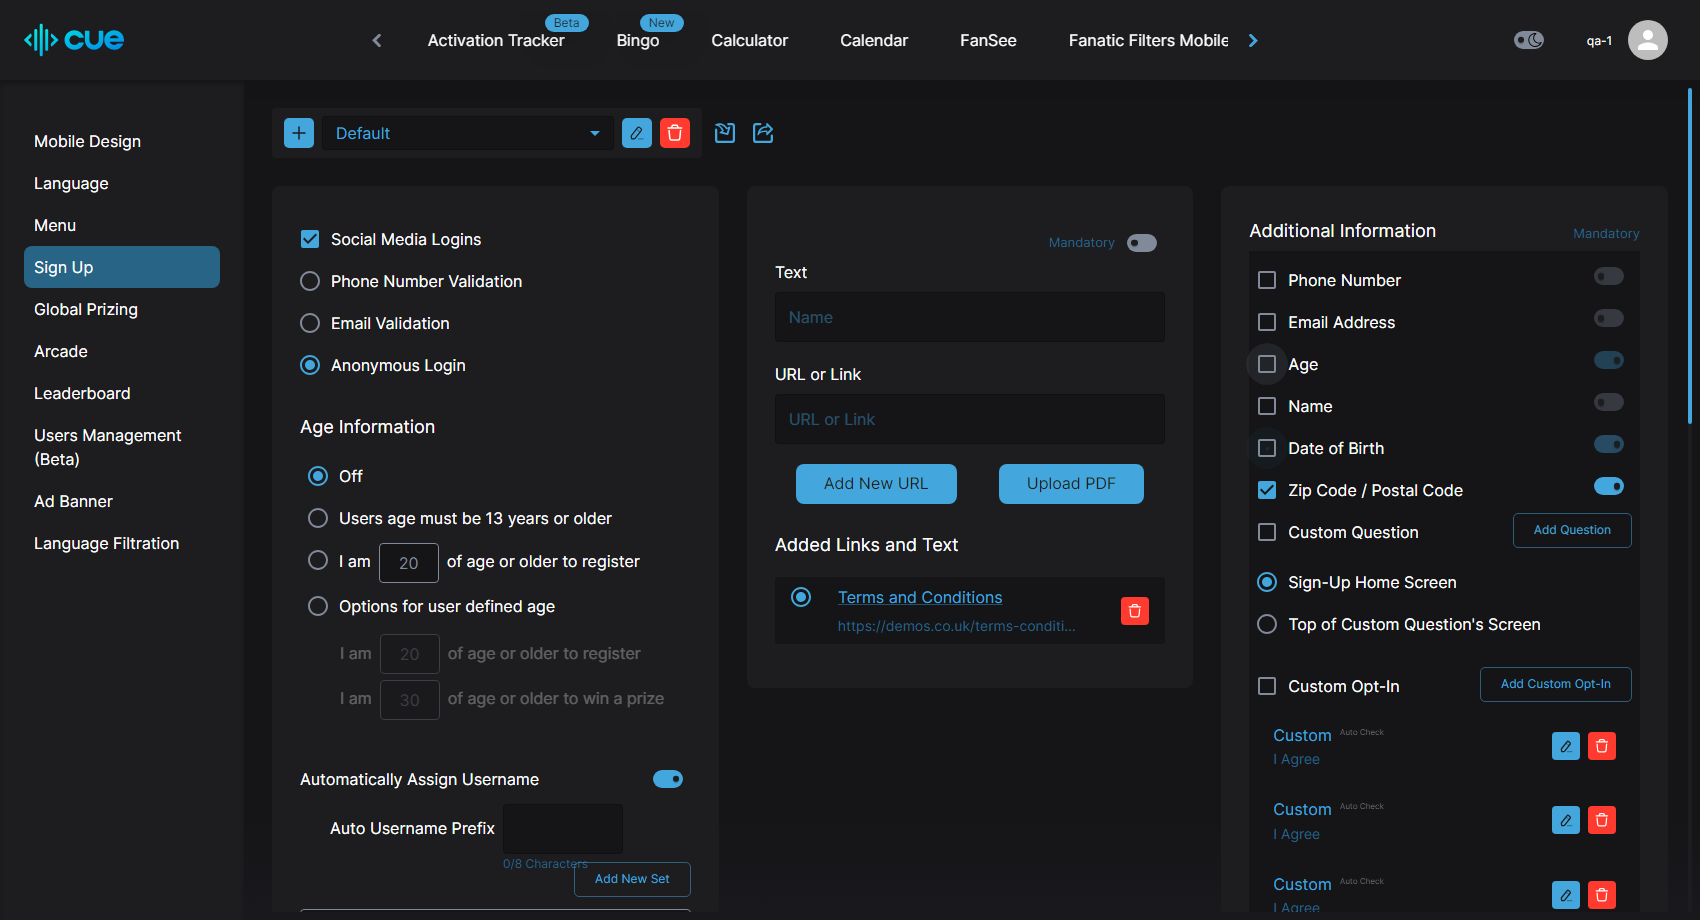 cue
Activation Tracker
Beta
Bingo
New
Calculator
Calendar
FanSee
Fanatic Filters Mobile
qa-1
Mobile Design
Language
Menu
Sign Up
Global Prizing
Arcade
Leaderboard
Users Management
(Beta)
Ad Banner
Language Filtration
Default
Social Media Logins
Phone Number Validation
Email Validation
Anonymous Login
Age Information
Off
Users age must be 13 years or older
I am 20 of age or older to register
Options for user defined age
I am 20 of age or older to register
I am 30 of age or older to win a prize
Automatically Assign Username
Auto Username Prefix
0/8 Characters
Add New Set
Mandatory
Text
Name
URL or Link
URL or Link
Add New URL
Upload PDF
Added Links and Text
Terms and Conditions
https://demos.co.uk/terms-conditi...
Additional Information
Mandatory
Phone Number
Email Address
Age
Name
Date of Birth
Zip Code / Postal Code
Custom Question
Add Question
Sign-Up Home Screen
Top of Custom Question's Screen
Custom Opt-In
Add Custom Opt-In
Custom Auto Check
I Agree
Custom Auto Check
I Agree
Custom Auto Check
I Agree